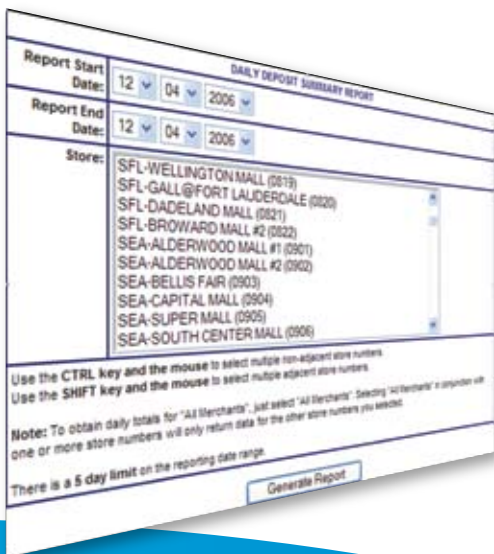 DAILY DEPOSIT SUMMARY REPORT
Report Start
Date: 12 04 2006
Report End
Date: 12 04 2006
Store:
SFL-WELLINGTON MALL (0819)
SFL-GALL@FORT LAUDERDALE (0820)
SFL-DADELAND MALL (0821)
SFL-BROWARD MALL #2 (0822)
SEA-ALDERWOOD MALL #1 (0901)
SEA-ALDERWOOD MALL #2 (0902)
SEA-BELLIS FAIR (0903)
SEA-CAPITAL MALL (0904)
SEA-SUPER MALL (0905)
SEA-SOUTH CENTER MALL (0906)
Use the CTRL key and the mouse to select multiple non-adjacent store numbers.
Use the SHIFT key and the mouse to select multiple adjacent store numbers.
Note: To obtain daily totals for "All Merchants", just select "All Merchants". Selecting "All Merchants" in conjunction with
one or more store numbers will only return data for the other store numbers you selected.
There is a 5 day limit on the reporting date range.
Generate Report